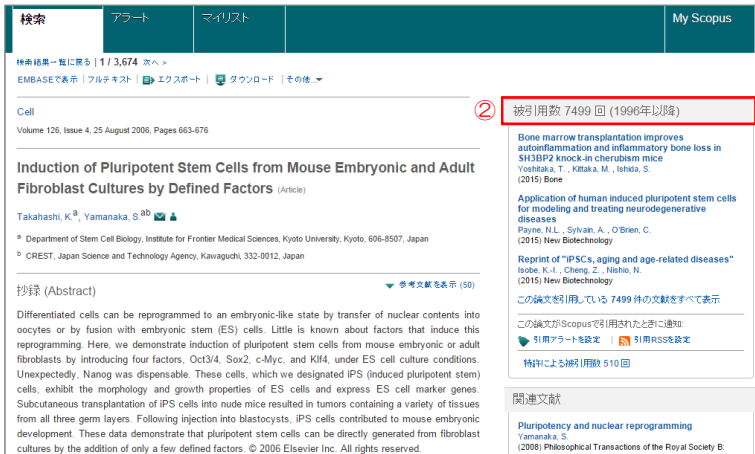 検索 アラート マイリスト My Scopus
検索結果一覧に戻る | 1 / 3,674 次へ >
EMBASEで表示 | フルテキスト | エクスポート | ダウンロード | その他...
Cell
Volume 126, Issue 4, 25 August 2006, Pages 663-676
Induction of Pluripotent Stem Cells from Mouse Embryonic and Adult
Fibroblast Cultures by Defined Factors (Article)
Takahashi, K.a, Yamanaka, S.ab
a Department of Stem Cell Biology, Institute for Frontier Medical Sciences, Kyoto University, Kyoto, 606-8507, Japan
b CREST, Japan Science and Technology Agency, Kawaguchi, 332-0012, Japan
抄録 (Abstract)
参考文献を表示 (50)
Differentiated cells can be reprogrammed to an embryonic-like state by transfer of nuclear contents into
oocytes or by fusion with embryonic stem (ES) cells. Little is known about factors that induce this
reprogramming. Here, we demonstrate induction of pluripotent stem cells from mouse embryonic or adult
fibroblasts by introducing four factors, Oct3/4, Sox2, c-Myc, and Klf4, under ES cell culture conditions.
Unexpectedly, Nanog was dispensable. These cells, which we designated iPS (induced pluripotent stem)
cells, exhibit the morphology and growth properties of ES cells and express ES cell marker genes.
Subcutaneous transplantation of iPS cells into nude mice resulted in tumors containing a variety of tissues
from all three germ layers. Following injection into blastocysts, iPS cells contributed to mouse embryonic
development. These data demonstrate that pluripotent stem cells can be directly generated from fibroblast
cultures by the addition of only a few defined factors. © 2006 Elsevier Inc. All rights reserved.
② 被引用数 7499 回 (1996年以降)
Bone marrow transplantation improves
autoinflammation and inflammatory bone loss in
SH3BP2 knock-in cherubism mice
Yoshitaka, T. , Kittaka, M. , Ishida, S.
(2015) Bone
Application of human induced pluripotent stem cells
for modeling and treating neurodegenerative
diseases
Payne, N.L. , Sylvain, A. , O'Brien, C.
(2015) New Biotechnology
Reprint of "iPSCs, aging and age-related diseases"
Isobe, K.-I. , Cheng, Z. , Nishio, N.
(2015) New Biotechnology
この論文を引用している 7499 件の文献をすべて表示
この論文がScopusで引用されたときに通知:
引用アラートを設定 | 引用RSSを設定
特許による被引用数 510 回
関連文献
Pluripotency and nuclear reprogramming
Yamanaka, S.
(2008) Philosophical Transactions of the Royal Society B: